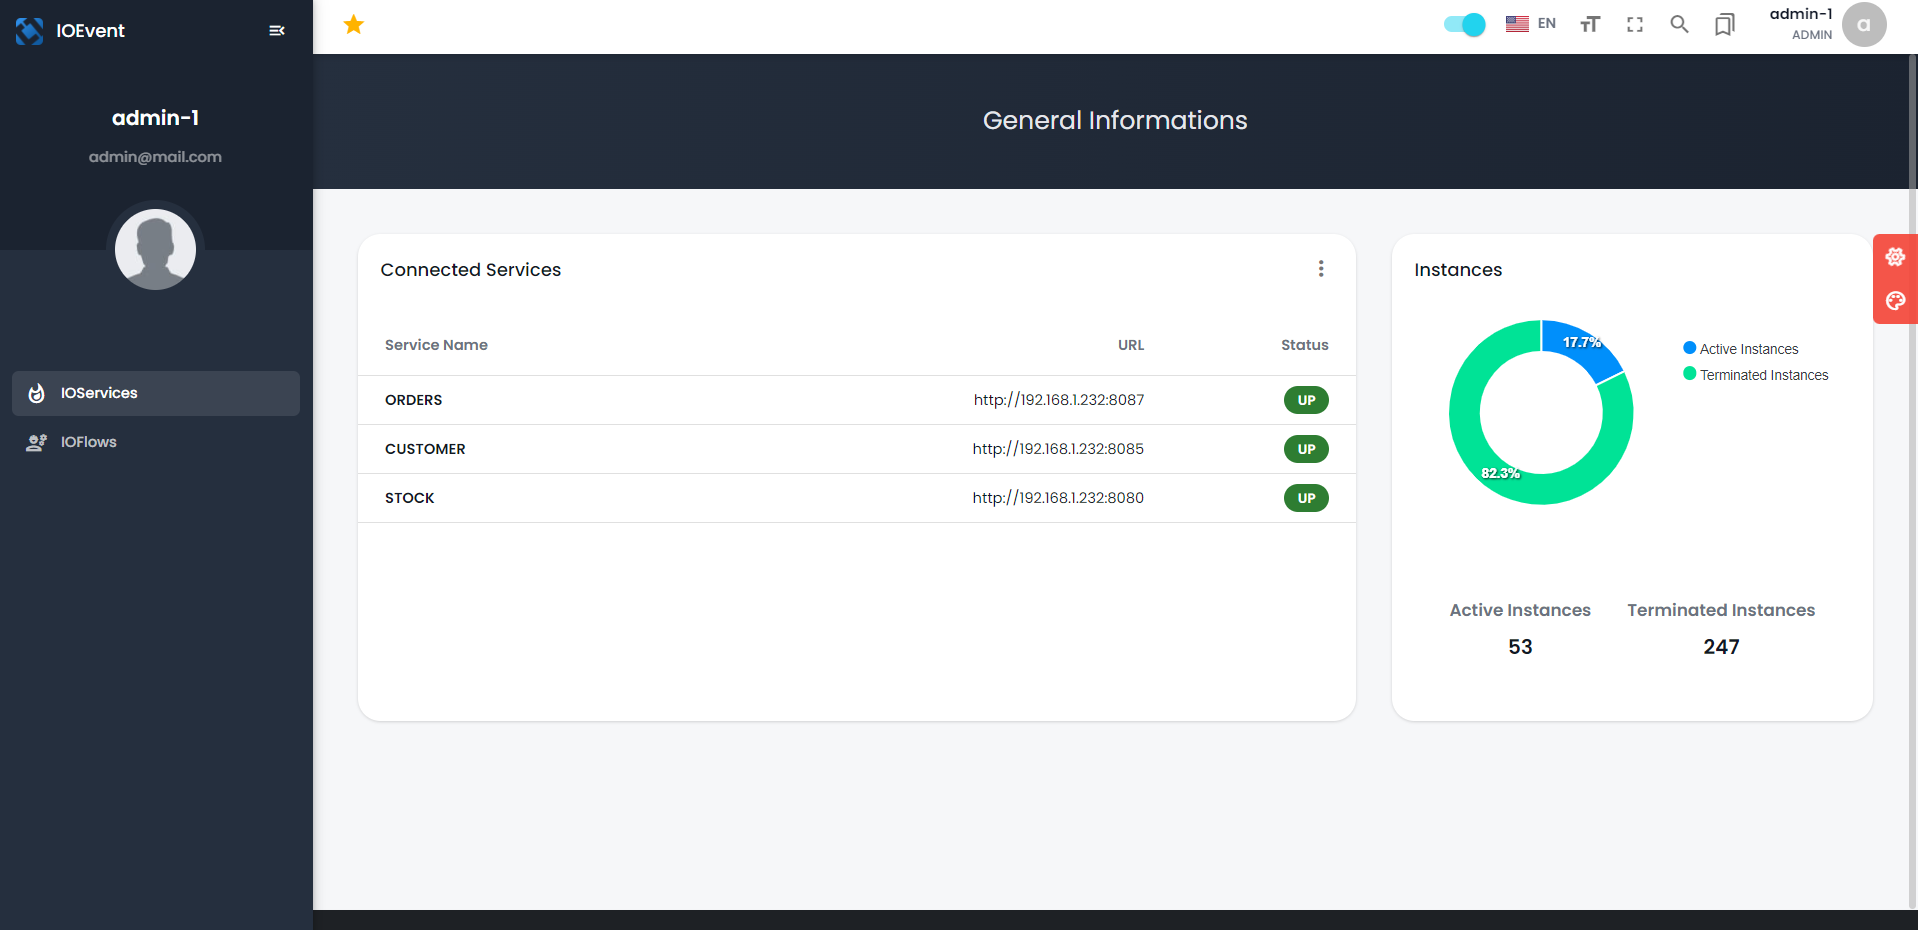 IOEvent
admin-1
admin@mail.com
IOServices
IOFlows
EN
admin-1
ADMIN
a
General Informations
Connected Services
Service Name URL Status
ORDERS http://192.168.1.232:8087 UP
CUSTOMER http://192.168.1.232:8085 UP
STOCK http://192.168.1.232:8080 UP
Instances
17.7%
82.3%
Active Instances
Terminated Instances
Active Instances Terminated Instances
53 247